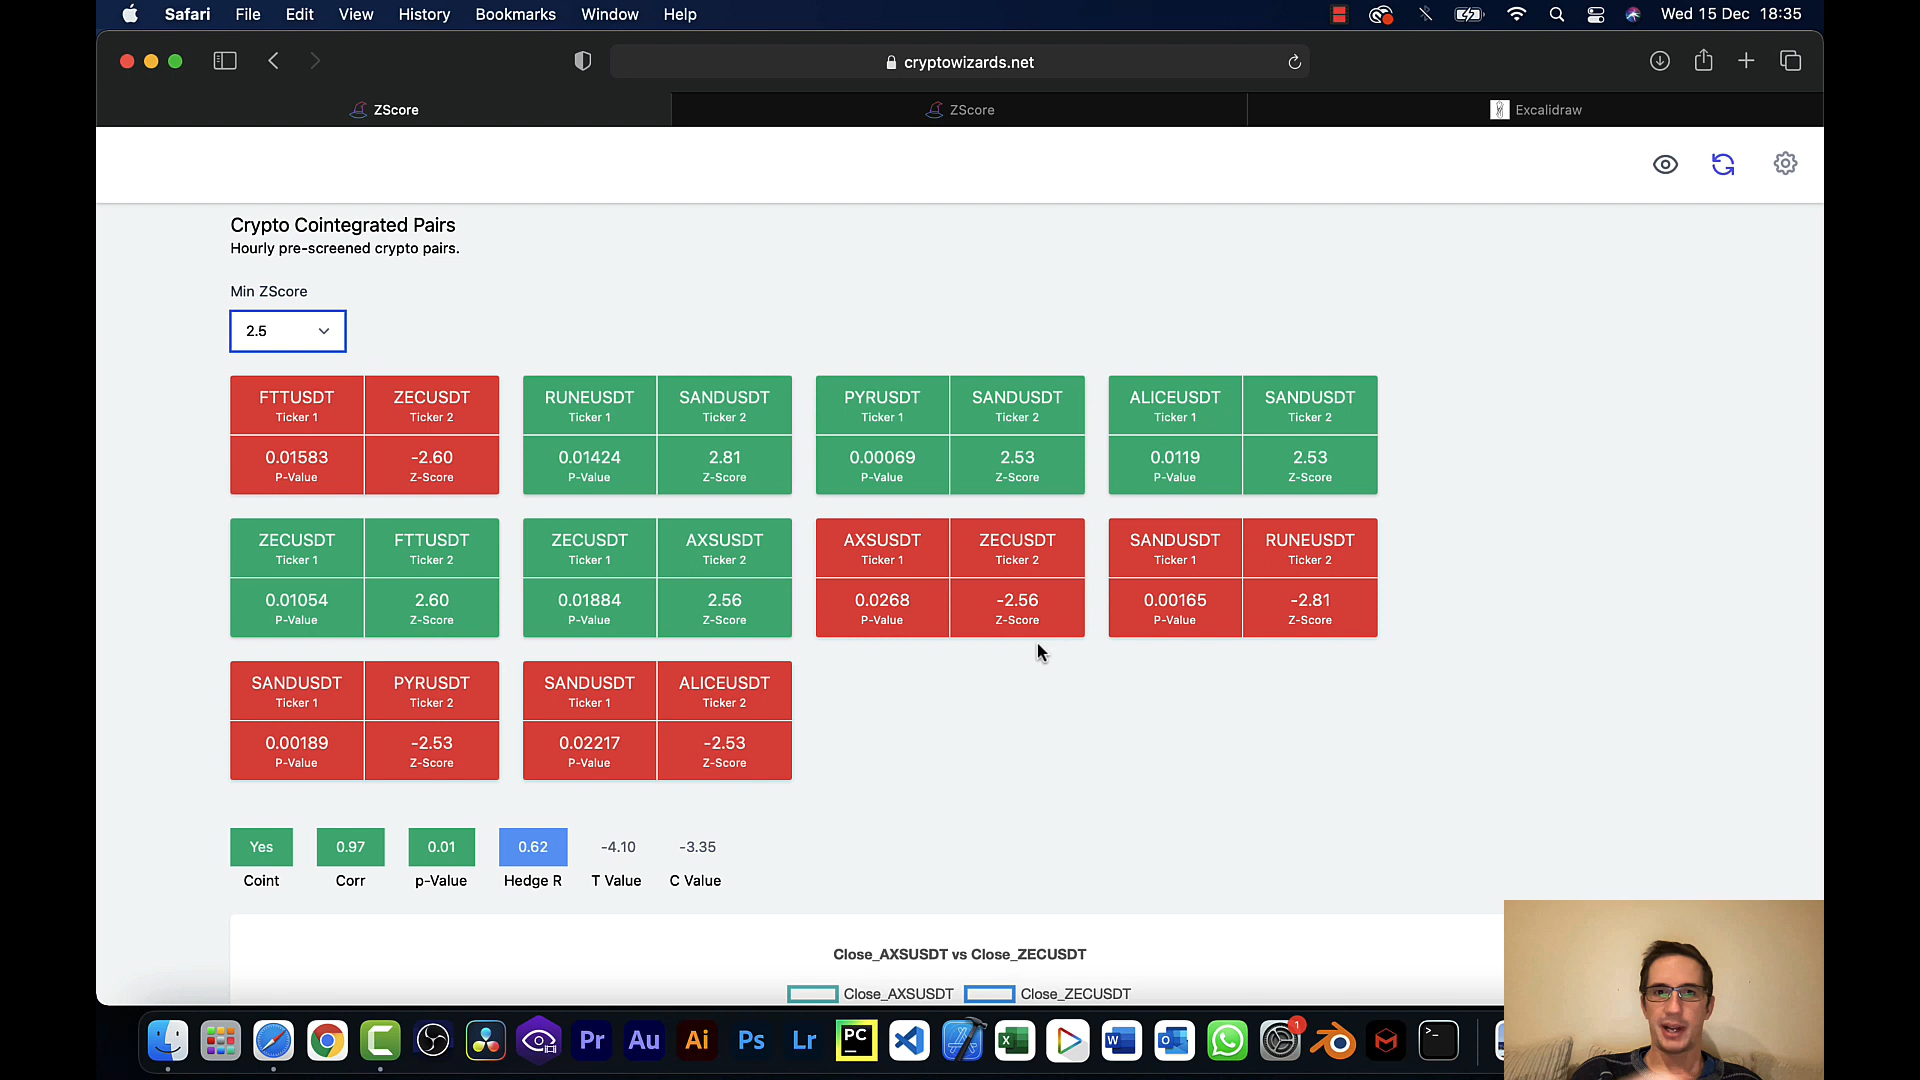 Safari File Edit View History Bookmarks Window Help
Wed 15 Dec 18:35
cryptowizards.net
ZScore
ZScore
Excalidraw
Crypto Cointegrated Pairs
Hourly pre-screened crypto pairs.
Min ZScore
2.5
FTTUSDT ZECUSDT RUNEUSDT SANDUSDT PYRUSDT SANDUSDT ALICEUSDT SANDUSDT
Ticker 1 Ticker 2 Ticker 1 Ticker 2 Ticker 1 Ticker 2 Ticker 1 Ticker 2
0.01583 -2.60 0.01424 2.81 0.00069 2.53 0.0119 2.53
P-Value Z-Score P-Value Z-Score P-Value Z-Score P-Value Z-Score
ZECUSDT FTTUSDT ZECUSDT AXSUSDT AXSUSDT ZECUSDT SANDUSDT RUNEUSDT
Ticker 1 Ticker 2 Ticker 1 Ticker 2 Ticker 1 Ticker 2 Ticker 1 Ticker 2
0.01054 2.60 0.01884 2.56 0.0268 -2.56 0.00165 -2.81
P-Value Z-Score P-Value Z-Score P-Value Z-Score P-Value Z-Score
SANDUSDT PYRUSDT SANDUSDT ALICEUSDT
Ticker 1 Ticker 2 Ticker 1 Ticker 2
0.00189 -2.53 0.02217 -2.53
P-Value Z-Score P-Value Z-Score
Yes 0.97 0.01 0.62 -4.10 -3.35
Coint Corr p-Value Hedge R T Value C Value
Close_AXSUSDT vs Close_ZECUSDT
Close_AXSUSDT Close_ZECUSDT
Pr Au Ai Ps Lr PC X W O 1